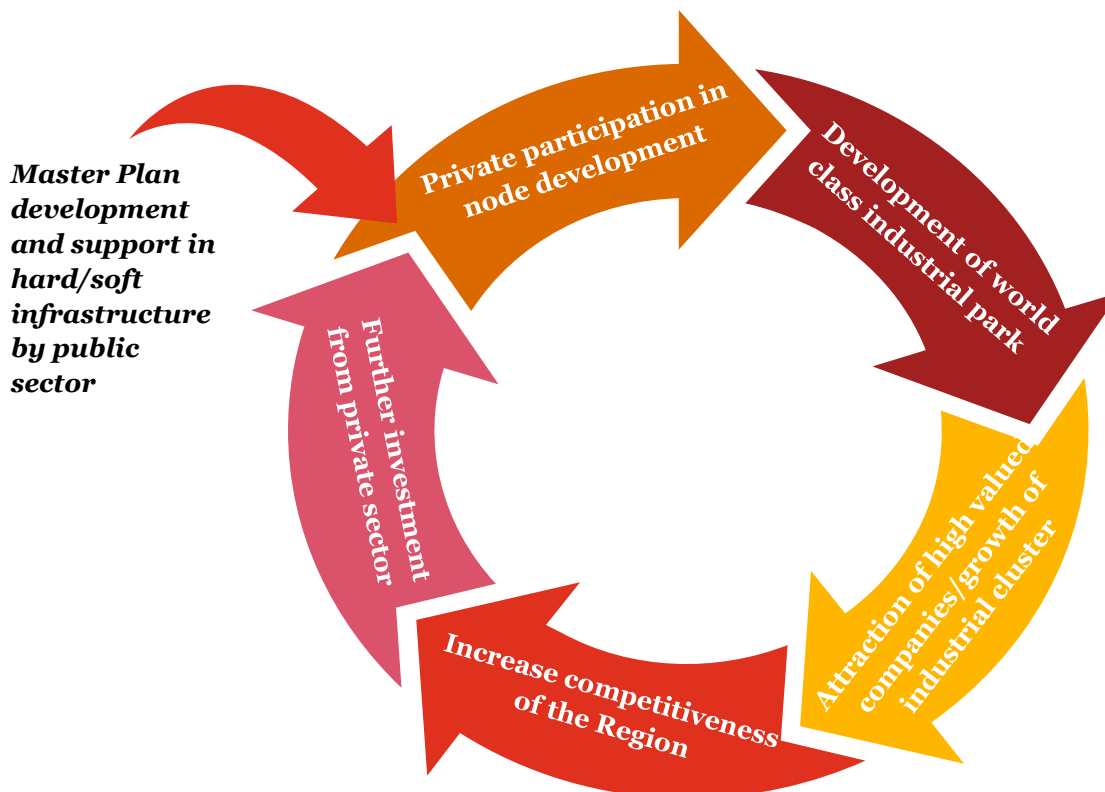 Master Plan
development
and support in
hard/soft
infrastructure
by public
sector
Private participation in
node development
Development of world
class industrial park
Attraction of high valued
companies/growth of
industrial cluster
Increase competitiveness
of the Region
Further investment
from private sector